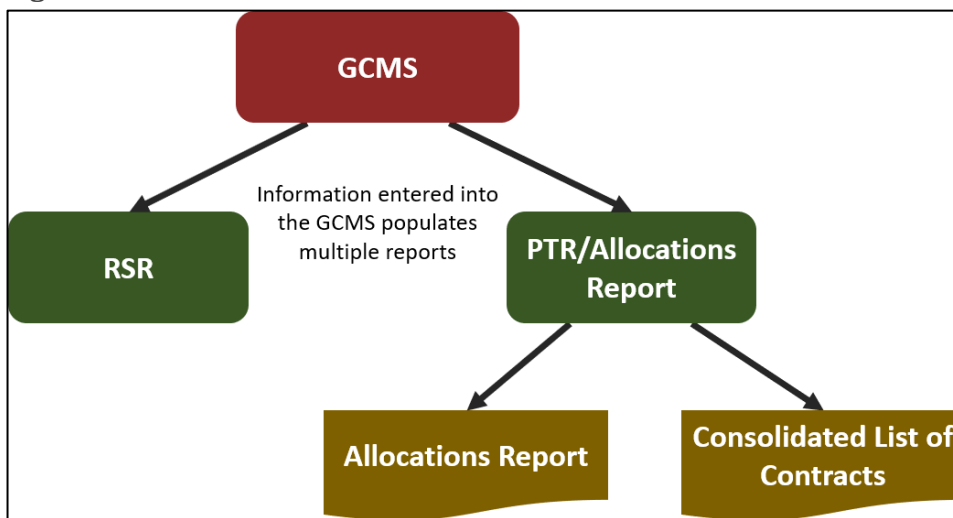 GCMS
Information entered into
the GCMS populates
multiple reports
RSR
PTR/Allocations
Report
Allocations Report
Consolidated List of
Contracts